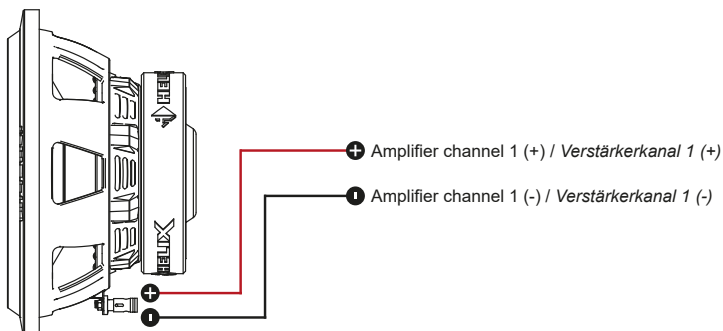 HELIX
HELIX
Amplifier channel 1 (+) / Verstärkerkanal 1 (+)
Amplifier channel 1 (-) / Verstärkerkanal 1 (-)